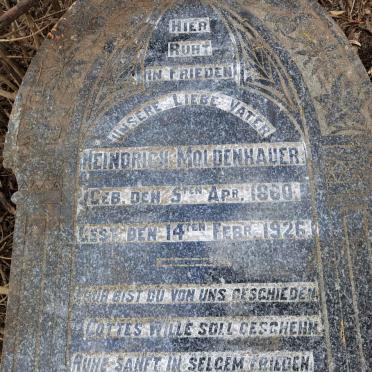 HIER
RUHT
IN FRIEDEN
UNSERE LIEBE VATER
HEINDRICH MOLDENHAUER
GEB. DEN 5TEN APR. 1860.
GEST. DEN 14TEN FEBR. 1926.
BIST DU VON UNS GESCHIEDEN
GOTTES WILLE SOLL GESCHEHN
RUHE SANFT IN SELGEM FRIEDEN